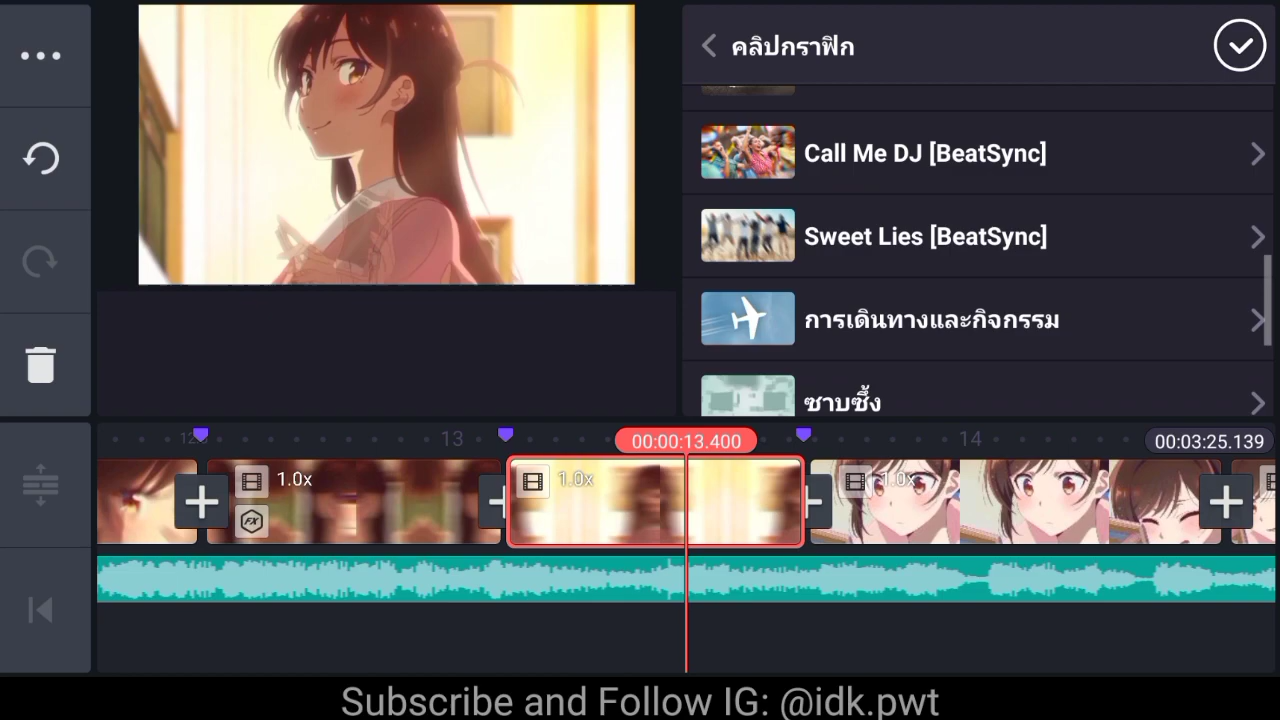 คลิปกราฟิก
Call Me DJ [BeatSync]
Sweet Lies [BeatSync]
การเดินทางและกิจกรรม
ซาบซึ้ง
13
00:00:13.400
14
00:03:25.139
1.0x
1.0x
1.0x
FX
Subscribe and Follow IG: @idk.pwt